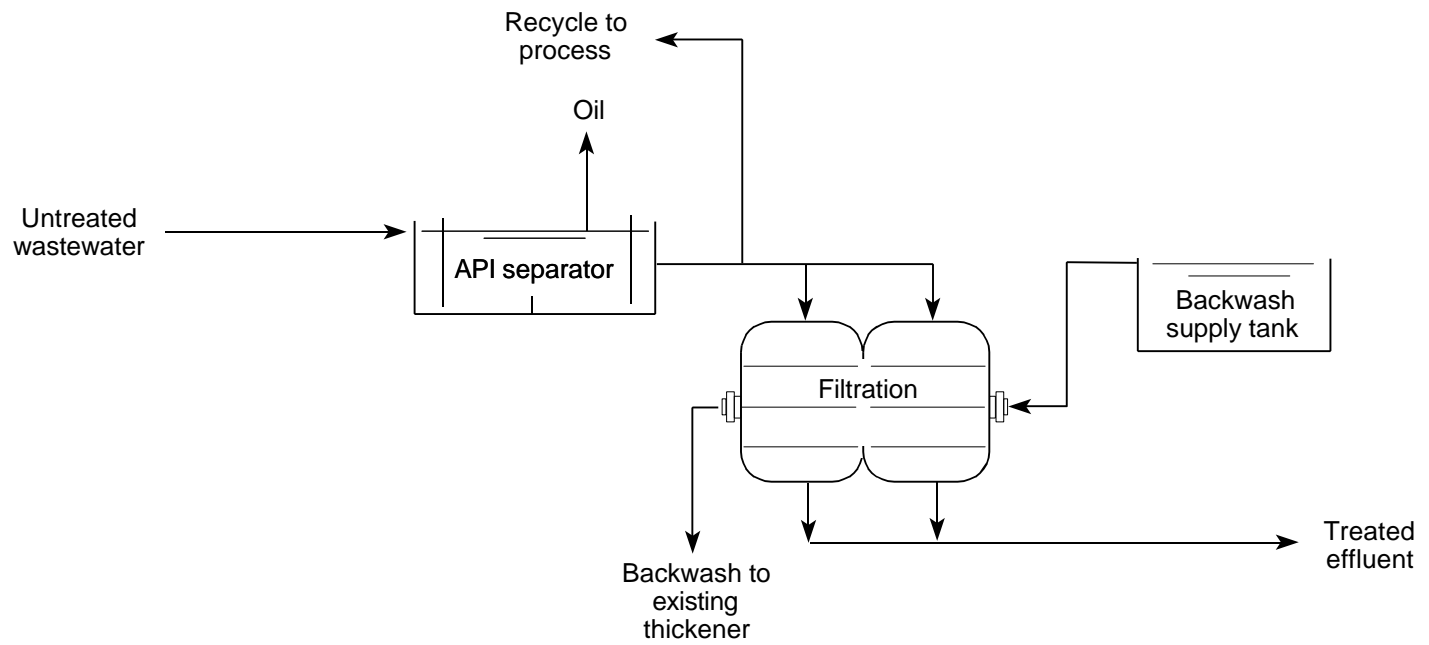 Recycle to
process
Oil
Untreated
wastewater
API separator
Backwash
supply tank
Filtration
Treated
effluent
Backwash to
existing
thickener